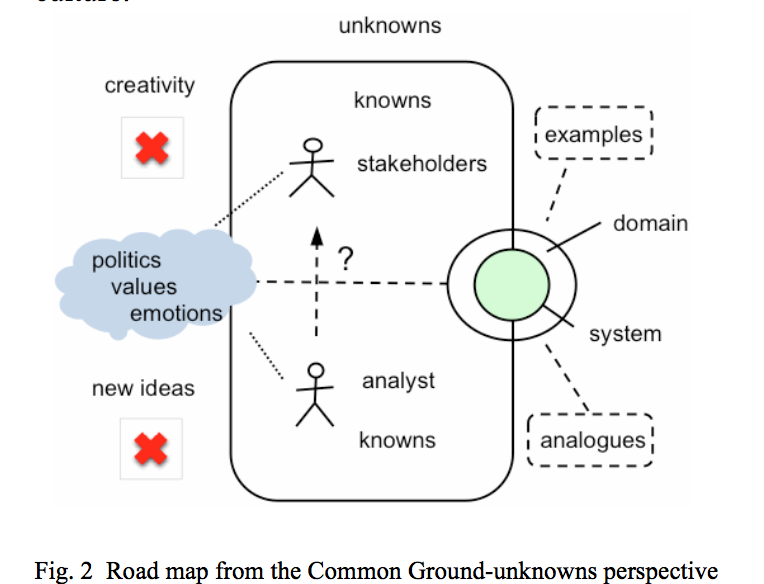 unknowns
creativity
knowns
examples
stakeholders
domain
?
politics
values
emotions
system
new ideas
analyst
knowns
analogues
Fig. 2 Road map from the Common Ground-unknowns perspective